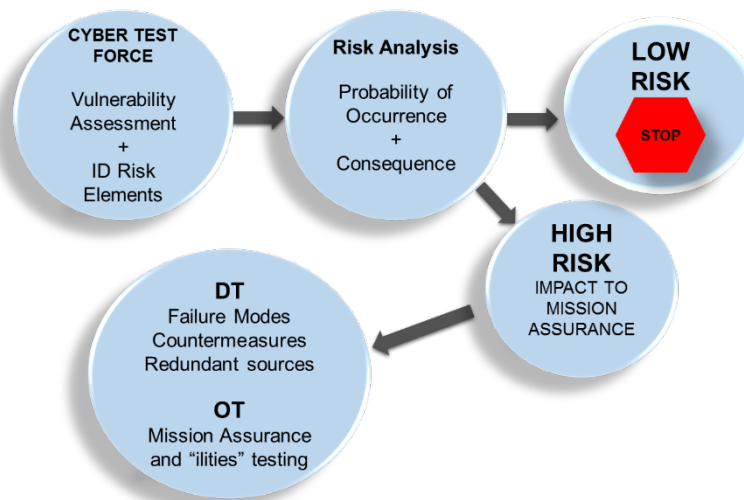 CYBER TEST
FORCE
Vulnerability
Assessment
+
ID Risk
Elements
Risk Analysis
Probability of
Occurrence
+
Consequence
LOW
RISK
STOP
HIGH
RISK
IMPACT TO
MISSION
ASSURANCE
DT
Failure Modes
Countermeasures
Redundant sources
OT
Mission Assurance
and “ilities” testing